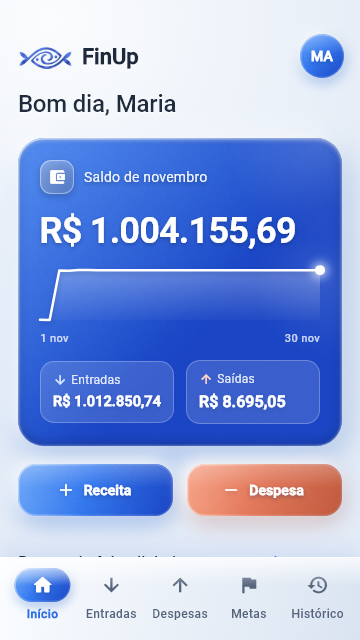 FinUp
MA
Bom dia, Maria
Saldo de novembro
R$ 1.004.155,69
1 nov
30 nov
Entradas
R$ 1.012.850,74
Saídas
R$ 8.695,05
Receita
Despesa
Início
Entradas
Despesas
Metas
Histórico